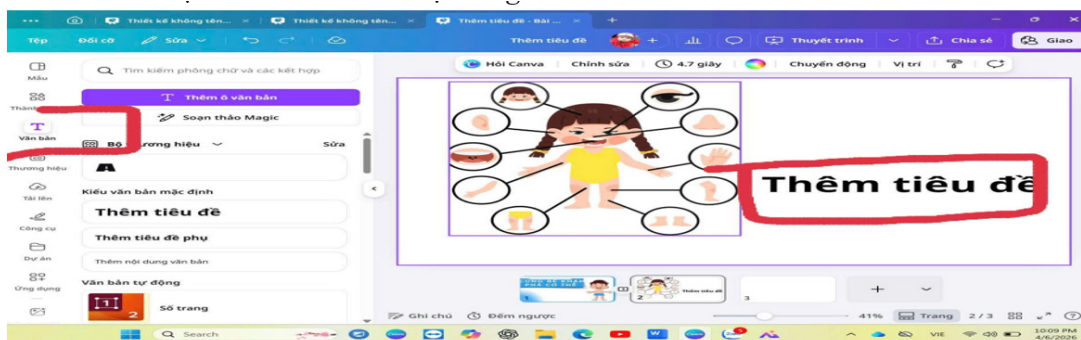 Thiết kế không tên...
Thiết kế không tên...
Thêm tiêu đề - Bài ...
Tệp
Đổi cỡ
Sửa
Thêm tiêu đề
Thuyết trình
Chia sẻ
Giao
Mẫu
Tìm kiếm phông chữ và các kết hợp
Hỏi Canva
Chỉnh sửa
4.7 giây
Chuyển động
Vị trí
Thêm ô văn bản
Soạn thảo Magic
Văn bản
Sửa
Thương hiệu
Kiểu văn bản mặc định
Tải lên
Thêm tiêu đề
Công cụ
Thêm tiêu đề phụ
Dự án
Thêm nội dung văn bản
Ứng dụng
Văn bản tự động
Số trang
Thêm tiêu đề
1
2
Thêm tiêu đề
3
Ghi chú
Đếm ngược
41%
Trang
2 / 3
Search
VIE
10:09 PM
4/6/2026